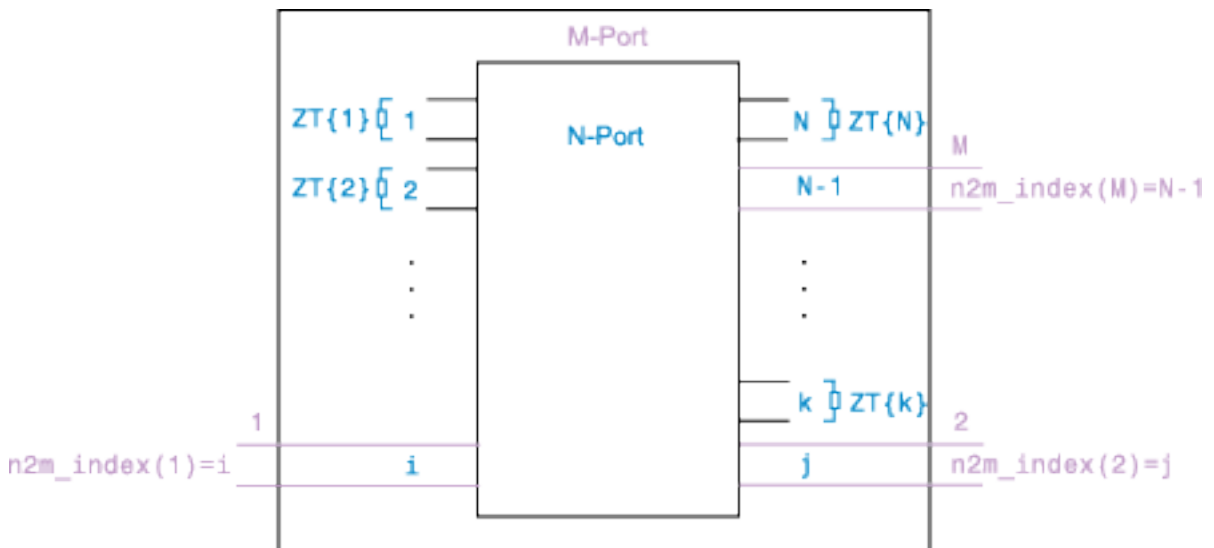 M-Port
ZT{1} 1
N-Port
N ZT{N}
M
ZT{2} 2
N-1
n2m_index(M)=N-1
k ZT{k}
1
2
n2m_index(1)=i
i
j
n2m_index(2)=j